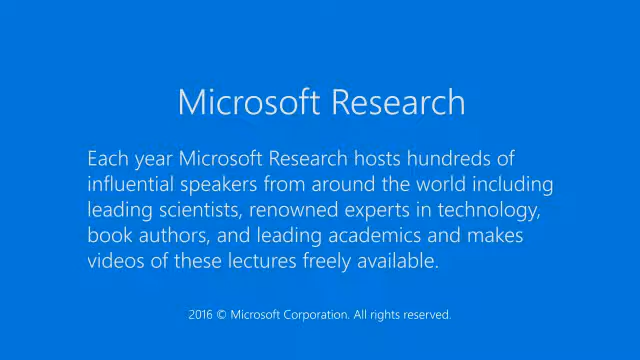 Microsoft Research
Each year Microsoft Research hosts hundreds of
influential speakers from around the world including
leading scientists, renowned experts in technology,
book authors, and leading academics and makes
videos of these lectures freely available.
2016 © Microsoft Corporation. All rights reserved.